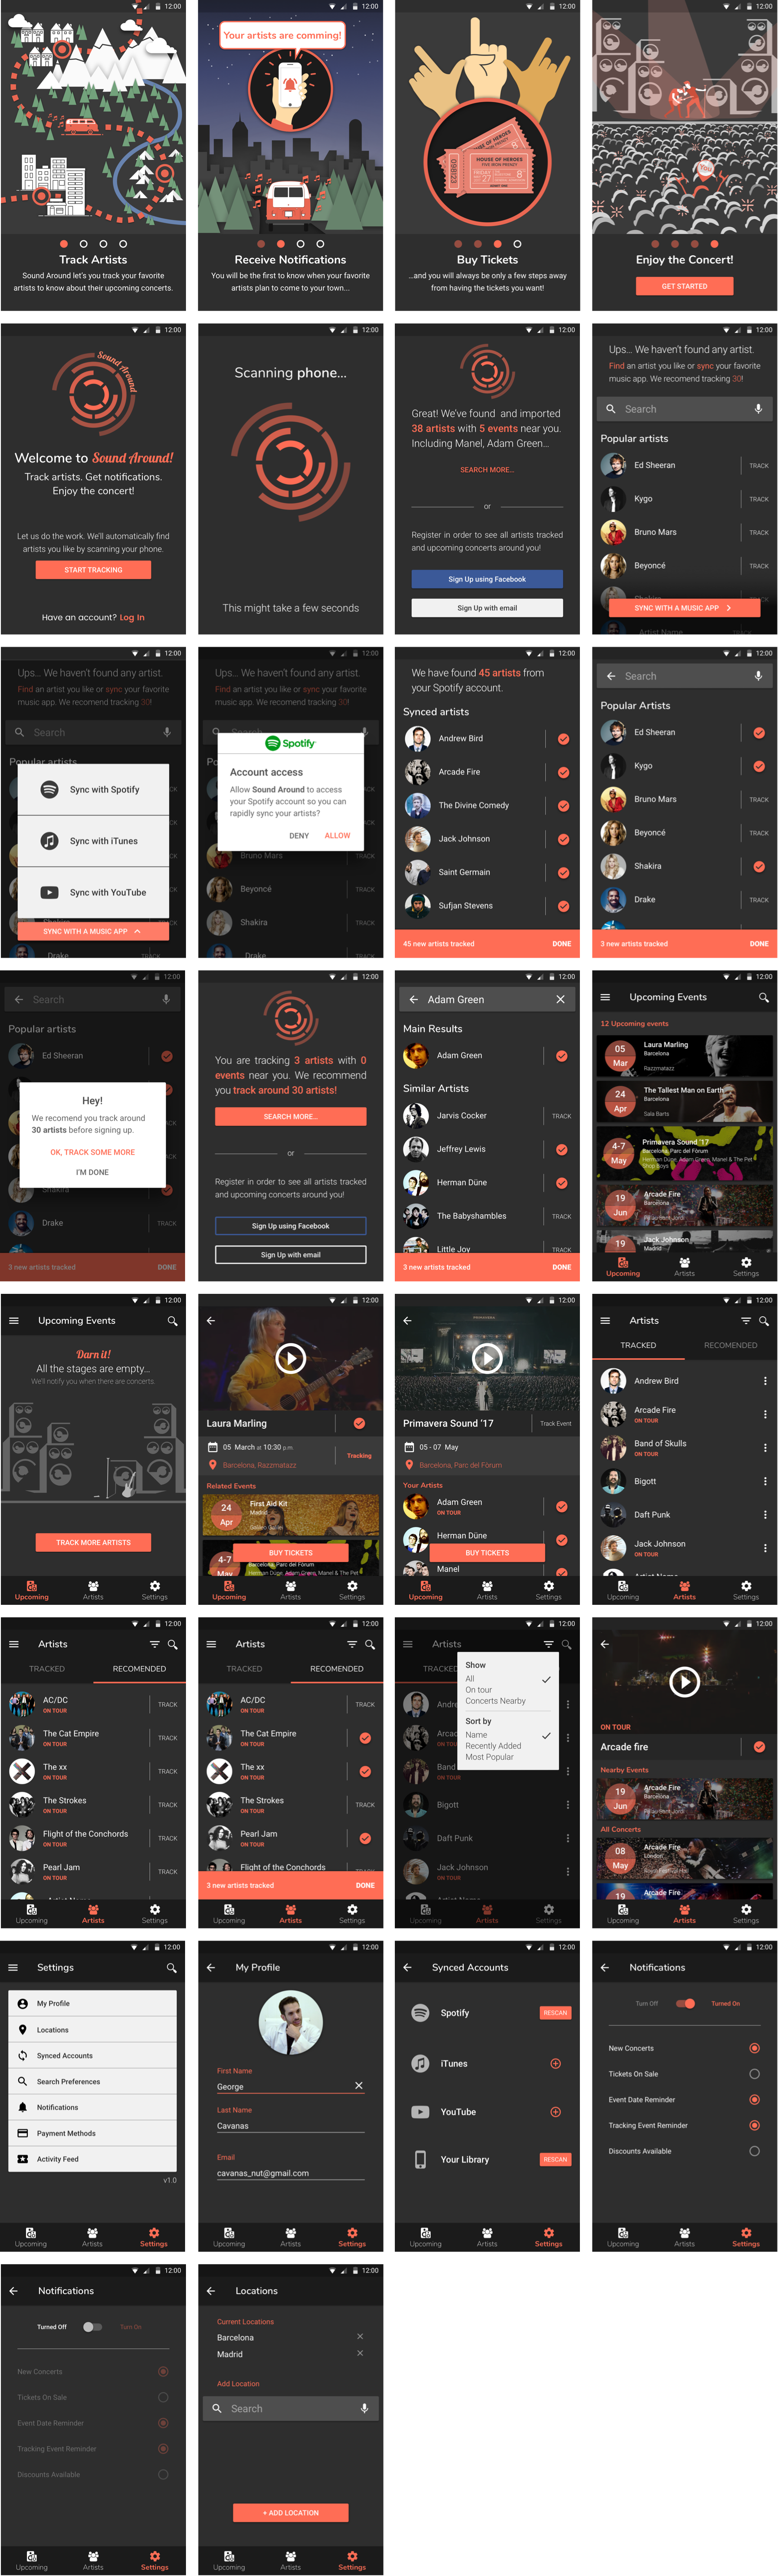 12:00
Track Artists
Sound Around let's you track your favorite
artists to know about their upcoming concerts.
12:00
Your artists are comming!
Receive Notifications
You will be the first to know when your favorite
artists plan to come to your town...
12:00
HOUSE OF HEROES
Buy Tickets
...and you will always be only a few steps away
from having the tickets you want!
12:00
You
Enjoy the Concert!
GET STARTED
12:00
Sound Around
Welcome to Sound Around!
Track artists. Get notifications.
Enjoy the concert!
Let us do the work. We'll automatically find
artists you like by scanning your phone.
START TRACKING
Have an account? Log In
12:00
Scanning phone...
This might take a few seconds
12:00
Great! We've found and imported
38 artists with 5 events near you.
Including Manel, Adam Green...
SEARCH MORE...
or
Register in order to see all artists tracked
and upcoming concerts around you!
Sign Up using Facebook
Sign Up with email
12:00
Ups... We haven't found any artist.
Find an artist you like or sync your favorite
music app. We recomend tracking 30!
Search
Popular artists
Ed Sheeran TRACK
Kygo TRACK
Bruno Mars TRACK
Beyoncé TRACK
Shakira
SYNC WITH A MUSIC APP
Artist Name
12:00
Ups... We haven't found any artist.
Find an artist you like or sync your favorite
music app. We recomend tracking 30!
Search
Popular artists
Sync with Spotify
Sync with iTunes
Sync with YouTube
SYNC WITH A MUSIC APP
Drake TRACK
12:00
Ups... We haven't found any artist.
Find an artist you like or sync your favorite
music app. We recomend tracking 30!
Spotify
Account access
Allow Sound Around to access
your Spotify account so you can
rapidly sync your artists?
DENY ALLOW
Bruno Mars
Beyoncé TRACK
Shakira TRACK
Drake TRACK
12:00
We have found 45 artists from
your Spotify account.
Synced artists
Andrew Bird
Arcade Fire
The Divine Comedy
Jack Johnson
Saint Germain
Sufjan Stevens
45 new artists tracked DONE
12:00
Search
Popular Artists
Ed Sheeran
Kygo
Bruno Mars TRACK
Beyoncé TRACK
Shakira
Drake TRACK
3 new artists tracked DONE
12:00
Search
Popular artists
Ed Sheeran
Hey!
We recommend you track around
30 artists before signing up.
OK, TRACK SOME MORE
I'M DONE
Shakira
Drake TRACK
3 new artists tracked DONE
12:00
You are tracking 3 artists with 0
events near you. We recommend
you track around 30 artists!
SEARCH MORE...
or
Register in order to see all artists tracked
and upcoming concerts around you!
Sign Up using Facebook
Sign Up with email
12:00
Adam Green
Main Results
Adam Green
Similar Artists
Jarvis Cocker TRACK
Jeffrey Lewis
Herman Düne
The Babyshambles TRACK
Little Joy TRACK
3 new artists tracked DONE
12:00
Upcoming Events
12 Upcoming events
05 Mar
Laura Marling
Barcelona
Razzmatazz
24 Apr
The Tallest Man on Earth
Barcelona
Sala Barts
4-7 May
Primavera Sound '17
Barcelona, Parc del Fòrum
Herman Duge, Adam Green, Manel & The Pet
Shop Boys
19 Jun
Arcade Fire
Barcelona
19
Jack Johnson
Madrid
Upcoming Artists Settings
12:00
Upcoming Events
Darn it!
All the stages are empty...
We'll notify you when there are concerts
TRACK MORE ARTISTS
Upcoming Artists Settings
12:00
Laura Marling
05 March at 10:30 p.m
Barcelona, Razzmatazz
Tracking
Related Events
24 Apr
First Aid Kit
Madrid
4-7 May
BUY TICKETS
Barcelona, Parc del Fòrum
Herman Duge, Adam Green, Manel & The Pet
Upcoming Artists Settings
12:00
Primavera Sound '17 Track Event
05 - 07 May
Barcelona, Parc del Fòrum
Your Artists
Adam Green
ON TOUR
Herman Düne
BUY TICKETS
Manel
Upcoming Artists Settings
12:00
Artists
TRACKED RECOMENDED
Andrew Bird
Arcade Fire
ON TOUR
Band of Skulls
ON TOUR
Bigott
Daft Punk
Jack Johnson
ON TOUR
Artist Name
Upcoming Artists Settings
12:00
Artists
TRACKED RECOMENDED
AC/DC TRACK
ON TOUR
The Cat Empire TRACK
ON TOUR
The xx TRACK
ON TOUR
The Strokes TRACK
ON TOUR
Flight of the Conchords TRACK
ON TOUR
Pearl Jam TRACK
ON TOUR
Artist Name
Upcoming Artists Settings
12:00
Artists
TRACKED RECOMENDED
AC/DC TRACK
ON TOUR
The Cat Empire
ON TOUR
The xx
ON TOUR
The Strokes TRACK
ON TOUR
Pearl Jam
ON TOUR
Flight of the Conchords
3 new artists tracked DONE
Upcoming Artists Settings
12:00
Artists
TRACKED
Show
All
On tour
Concerts Nearby
Sort by
Name
Recently Added
Most Popular
Bigott
Daft Punk
Jack Johnson
ON TOUR
Artist Name
Upcoming Artists Settings
12:00
ON TOUR
Arcade fire
Nearby Events
19 Jun
Arcade Fire
Barcelona
All Concerts
08 May
Arcade Fire
London
19
Arcade Fire
Upcoming Artists Settings
12:00
Settings
My Profile
Locations
Synced Accounts
Search Preferences
Notifications
Payment Methods
Activity Feed
v1.0
Upcoming Artists Settings
12:00
My Profile
First Name
George
Last Name
Cavanas
Email
cavanas_nut@gmail.com
Upcoming Artists Settings
12:00
Synced Accounts
Spotify RESCAN
iTunes
YouTube
Your Library RESCAN
Upcoming Artists Settings
12:00
Notifications
Turn Off Turned On
New Concerts
Tickets On Sale
Event Date Reminder
Tracking Event Reminder
Discounts Available
Upcoming Artists Settings
12:00
Notifications
Turned Off Turn On
New Concerts
Tickets On Sale
Event Date Reminder
Tracking Event Reminder
Discounts Available
Upcoming Artists Settings
12:00
Locations
Current Locations
Barcelona
Madrid
Add Location
Search
+ ADD LOCATION
Upcoming Artists Settings